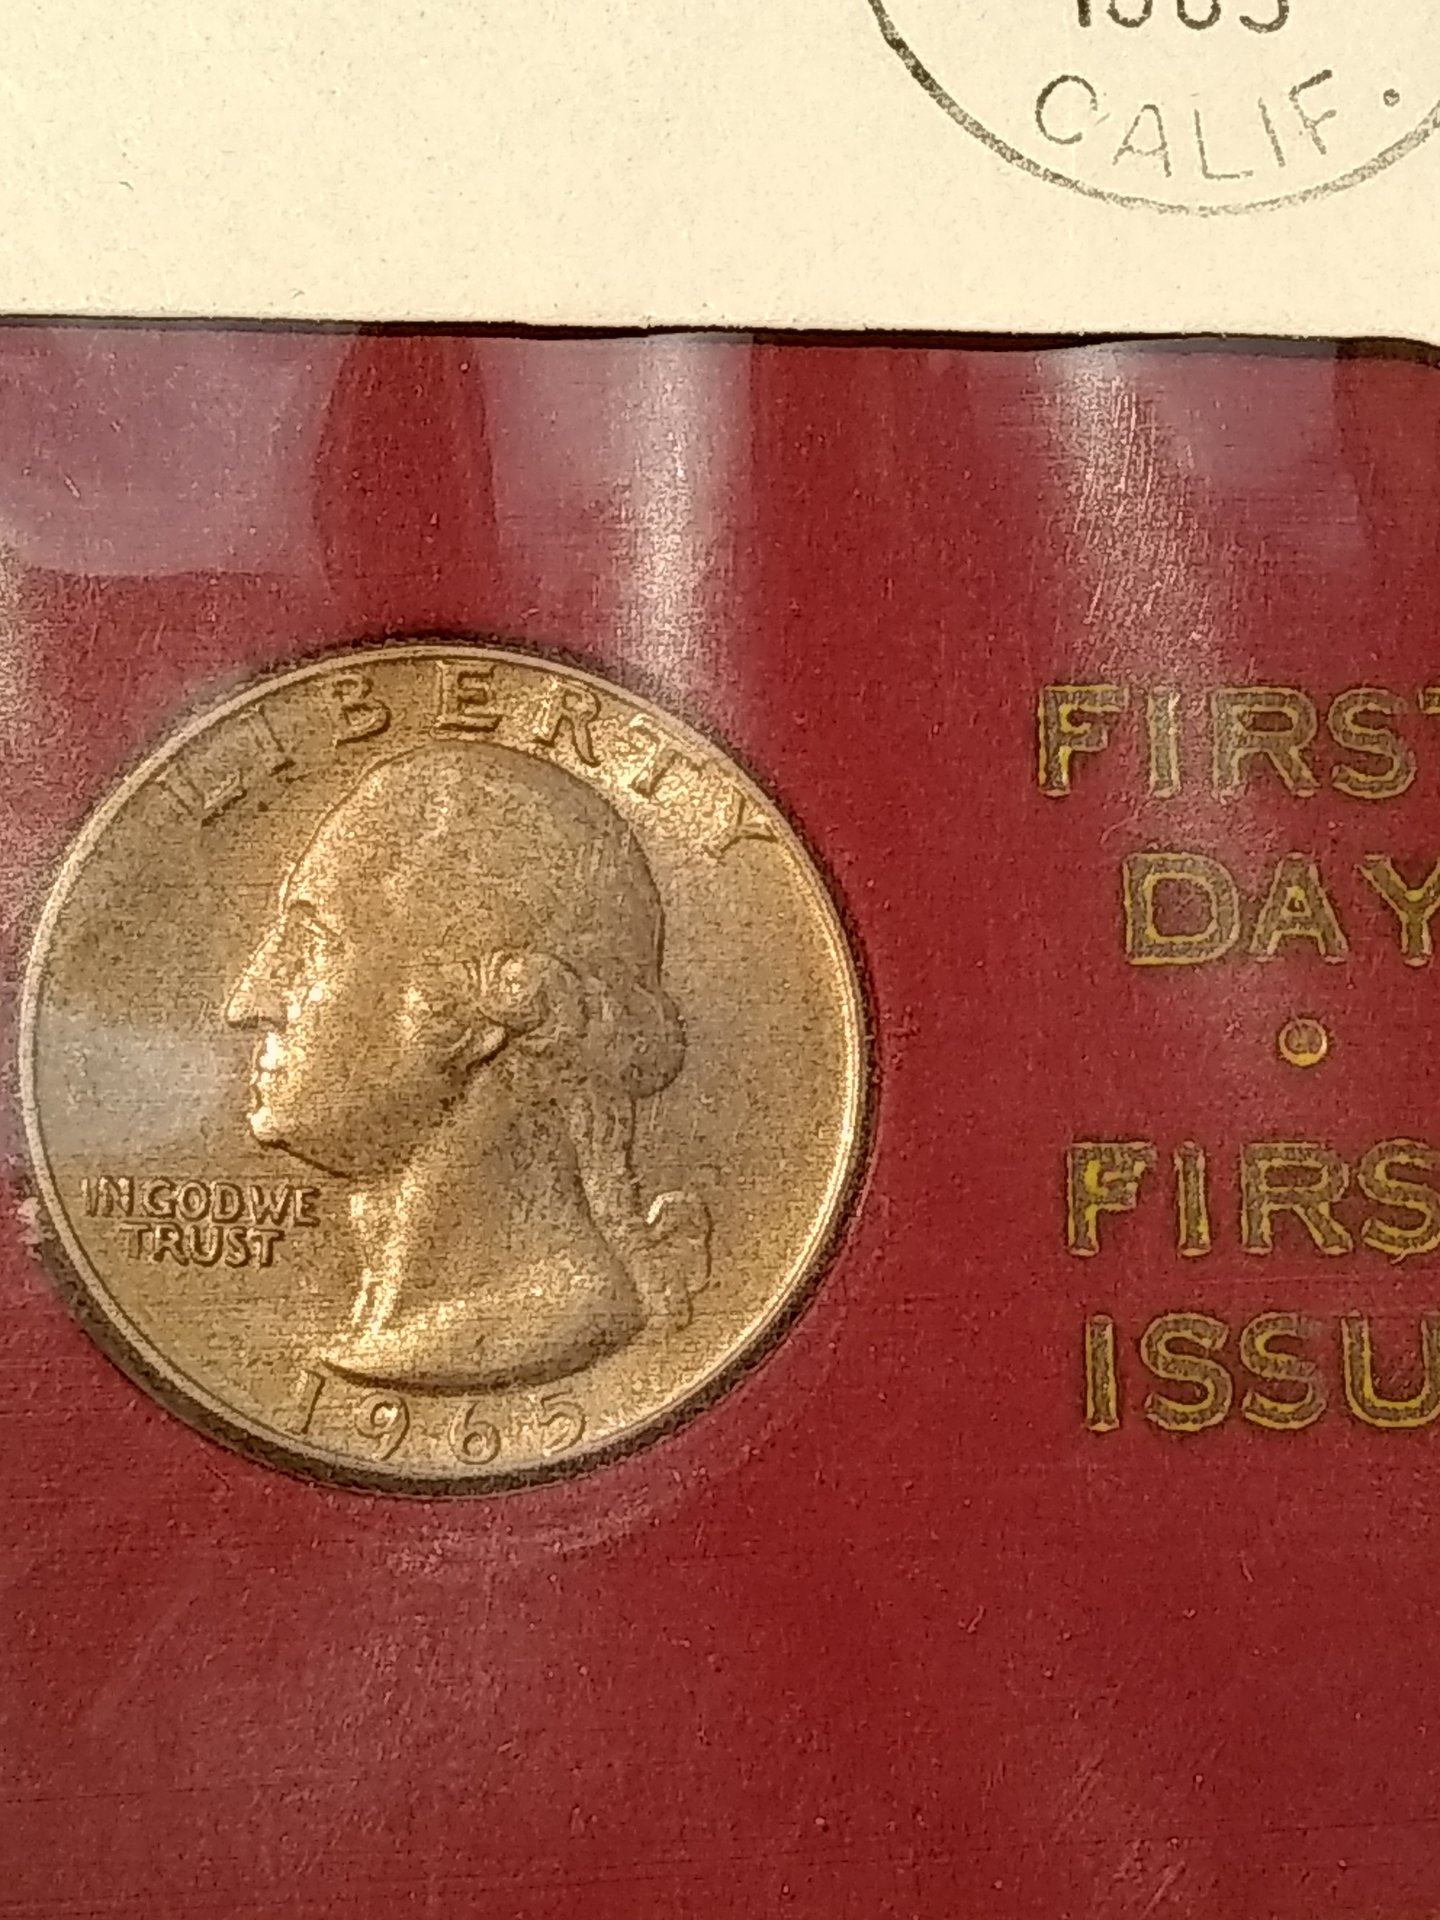 CALIF.
LIBERTY
IN GOD WE
TRUST
1965
FIRST
DAY
•
FIRS
ISSU